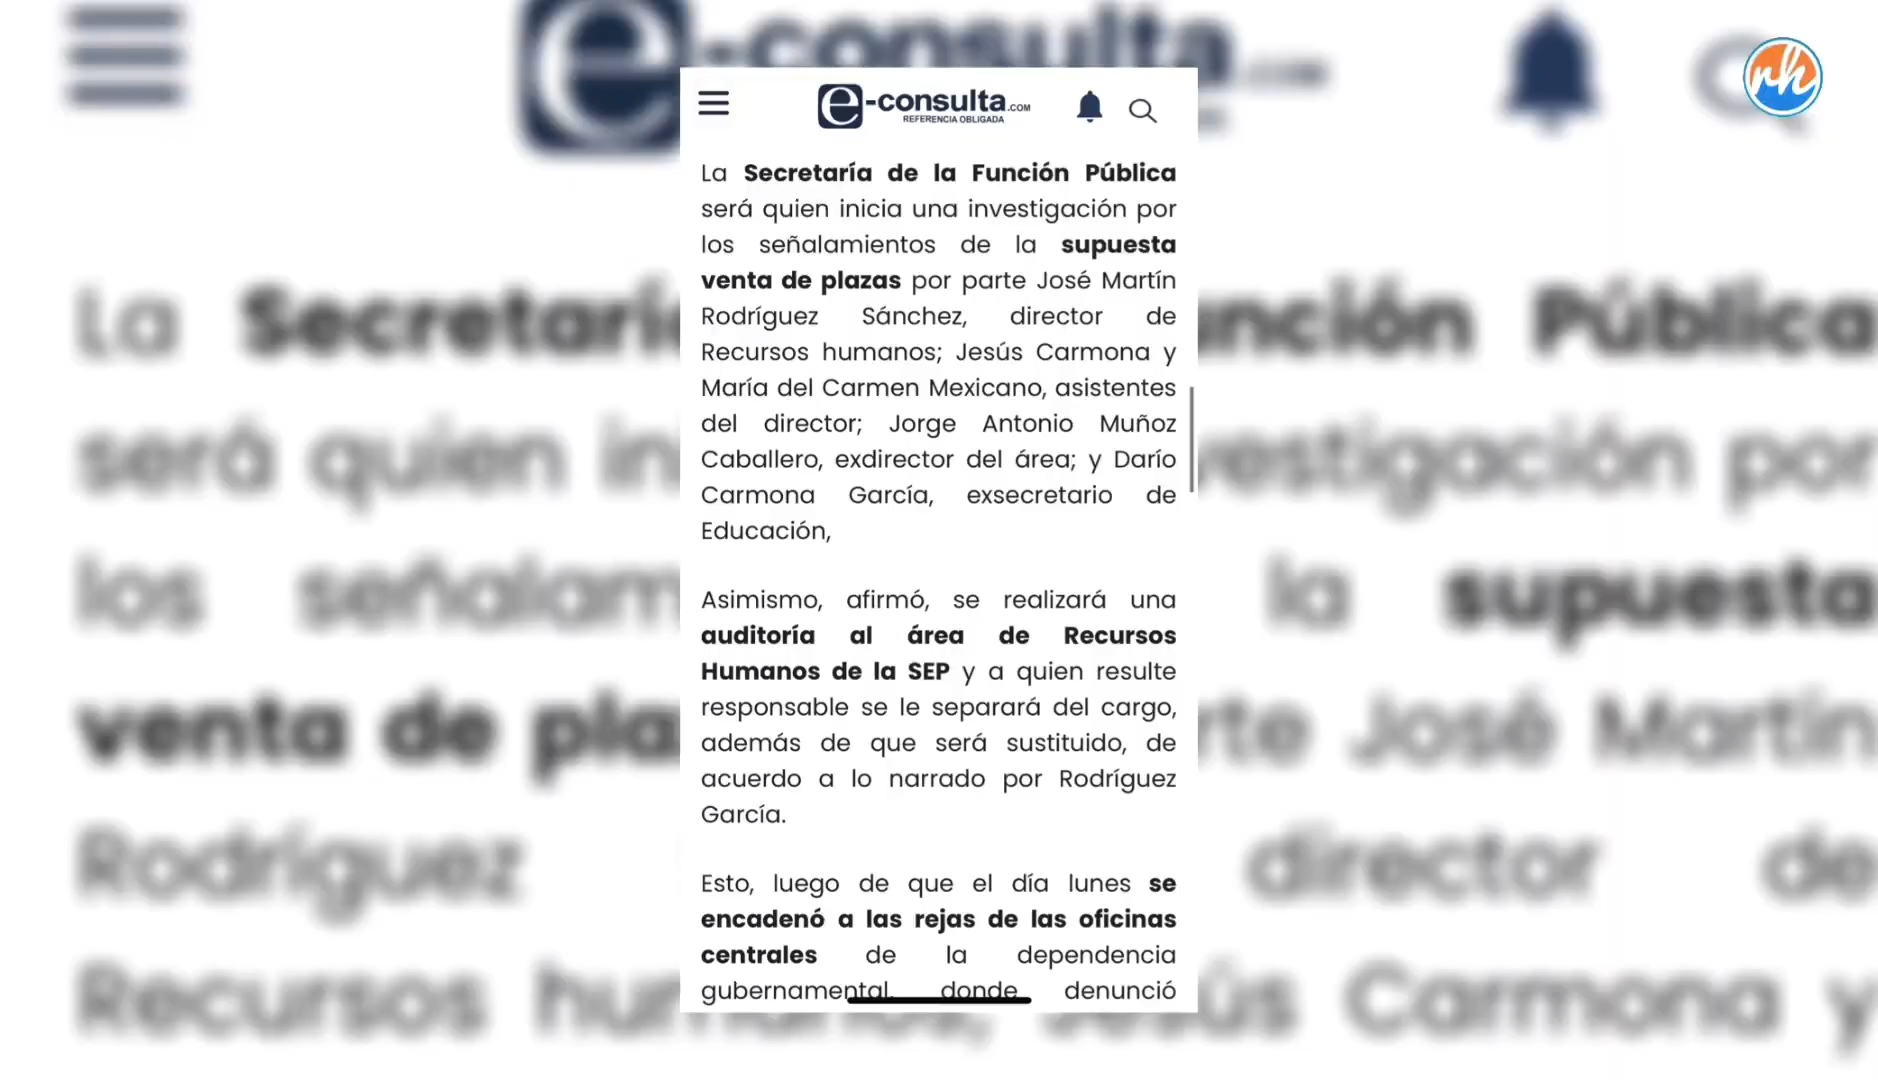 e-consulta.com
REFERENCIA OBLIGADA
rh
La Secretaría de la Función Pública
será quien inicia una investigación por
los señalamientos de la supuesta
venta de plazas por parte José Martín
Rodríguez Sánchez, director de
Recursos humanos; Jesús Carmona y
María del Carmen Mexicano, asistentes
del director; Jorge Antonio Muñoz
Caballero, exdirector del área; y Darío
Carmona García, exsecretario de
Educación,
Asimismo, afirmó, se realizará una
auditoría al área de Recursos
Humanos de la SEP y a quien resulte
responsable se le separará del cargo,
además de que será sustituido, de
acuerdo a lo narrado por Rodríguez
García.
Esto, luego de que el día lunes se
encadenó a las rejas de las oficinas
centrales de la dependencia
gubernamental, donde denunció